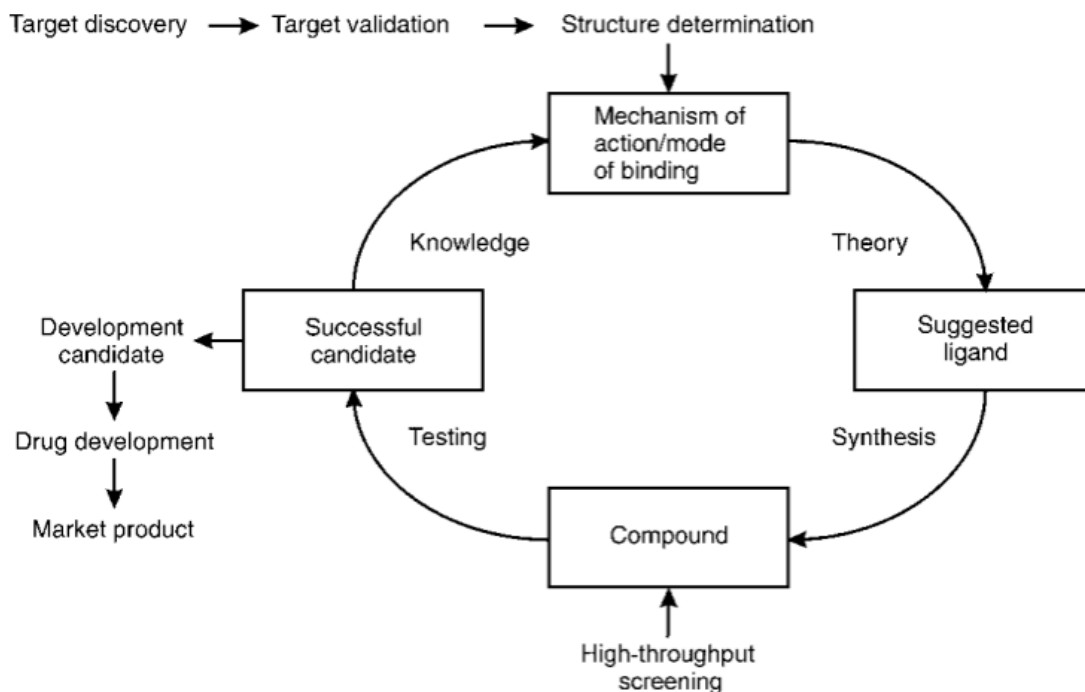 Target discovery
Target validation
Structure determination
Mechanism of
action/mode
of binding
Knowledge
Theory
Development
candidate
Successful
candidate
Suggested
ligand
Drug development
Testing
Synthesis
Market product
Compound
High-throughput
screening